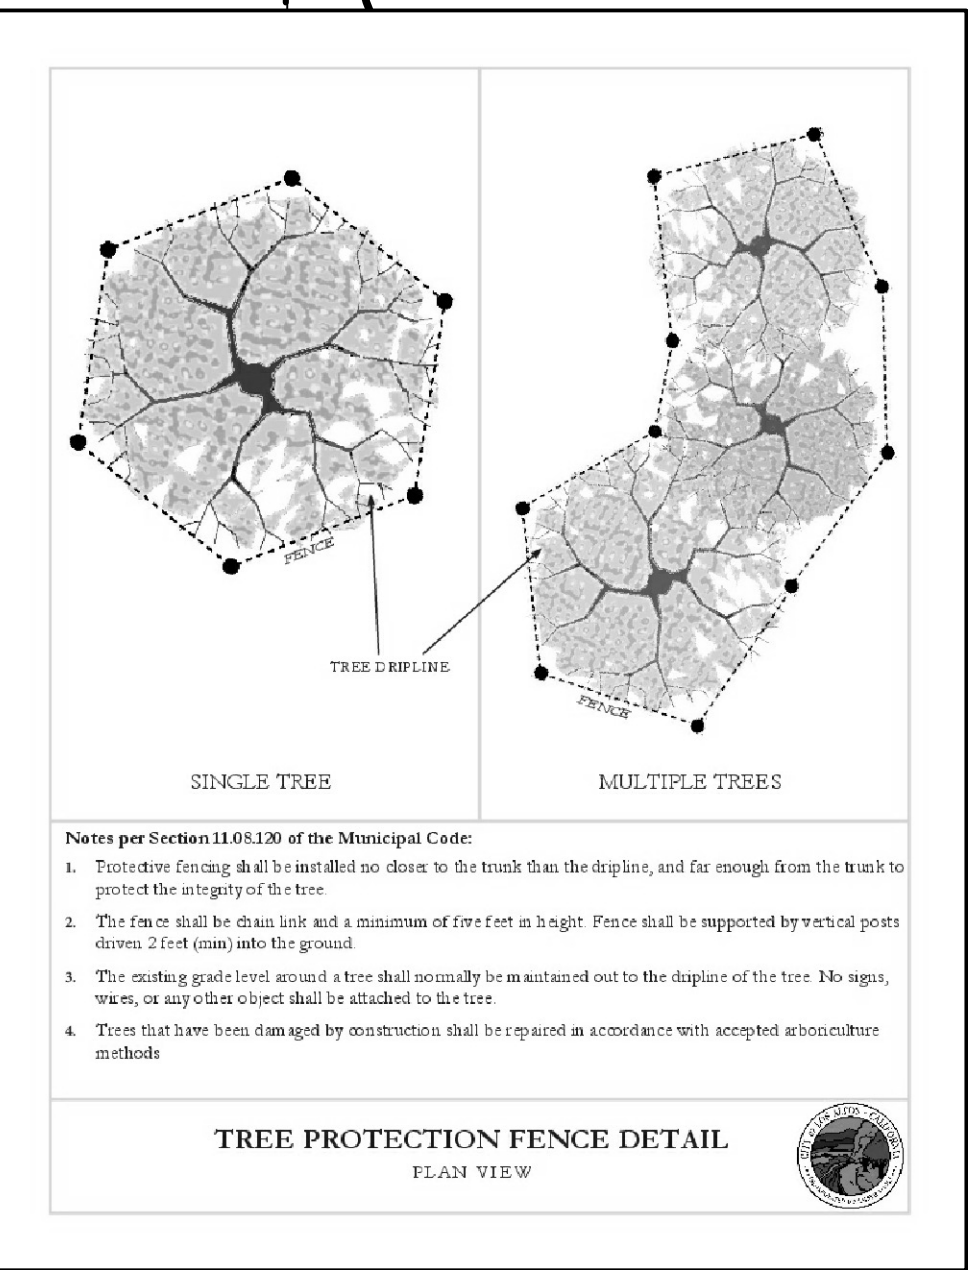 FENCE
TREE DRIPLINE
FENCE
SINGLE TREE
MULTIPLE TREES
Notes per Section 11.08.120 of the Municipal Code:
1. Protective fencing shall be installed no closer to the trunk than the dripline, and far enough from the trunk to
protect the integrity of the tree.
2. The fence shall be chain link and a minimum of five feet in height. Fence shall be supported by vertical posts
driven 2 feet (min) into the ground.
3. The existing grade level around a tree shall normally be maintained out to the dripline of the tree. No signs,
wires, or any other object shall be attached to the tree.
4. Trees that have been damaged by construction shall be repaired in accordance with accepted arboriculture
methods
TREE PROTECTION FENCE DETAIL
PLAN VIEW
CITY OF LOS ALTOS - CALIFORNIA